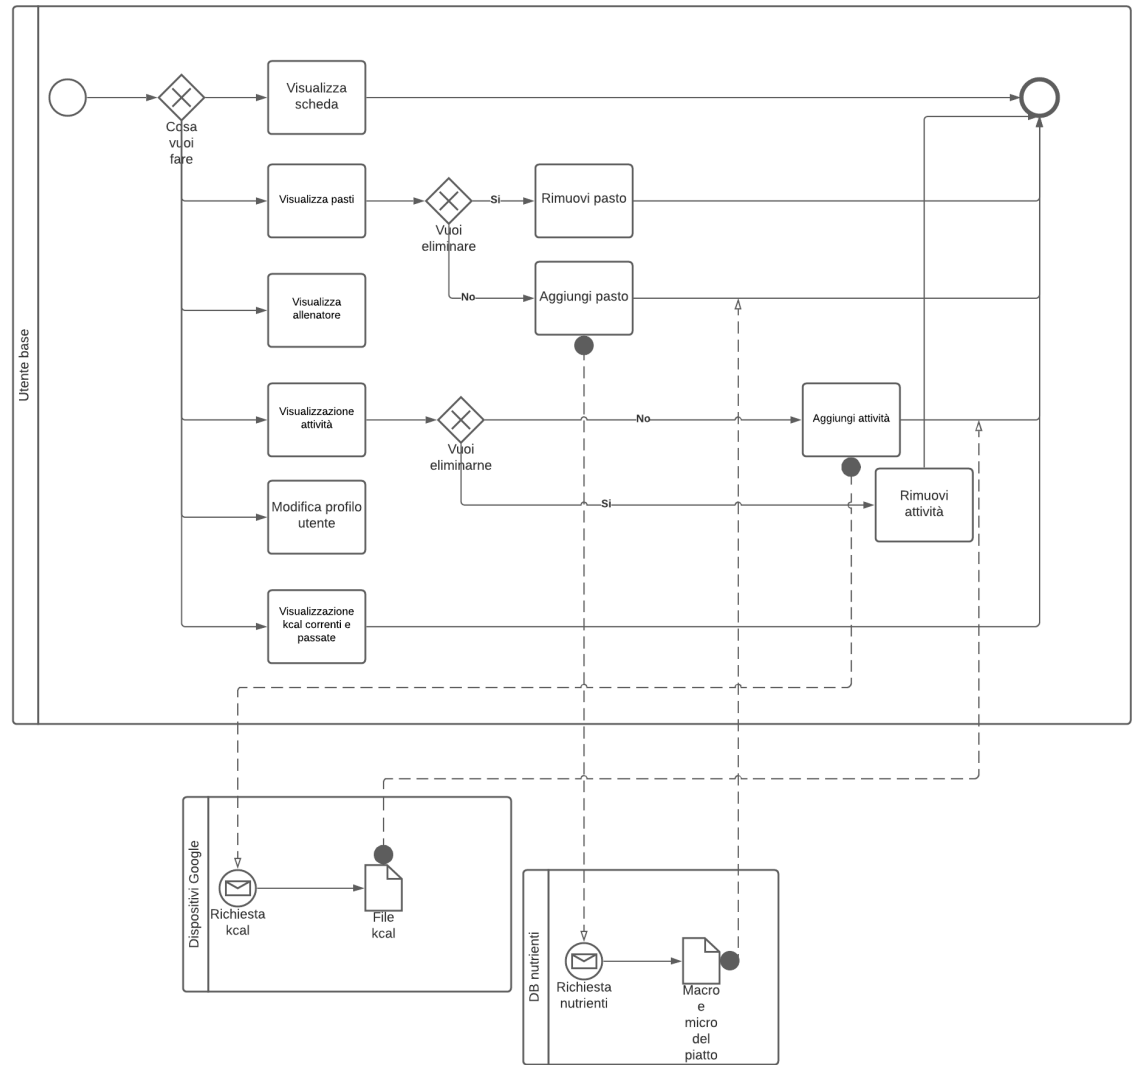 Utente base
Visualizza
scheda
Cosa
vuoi
fare
Visualizza pasti
Vuoi
eliminare
Si
Rimuovi pasto
No
Aggiungi pasto
Visualizza
allenatore
Visualizzazione
attività
Vuoi
eliminarne
No
Aggiungi attività
Si
Rimuovi
attività
Modifica profilo
utente
Visualizzazione
kcal correnti e
passate
Dispositivi Google
Richiesta
kcal
File
kcal
DB nutrienti
Richiesta
nutrienti
Macro
e
micro
del
piatto